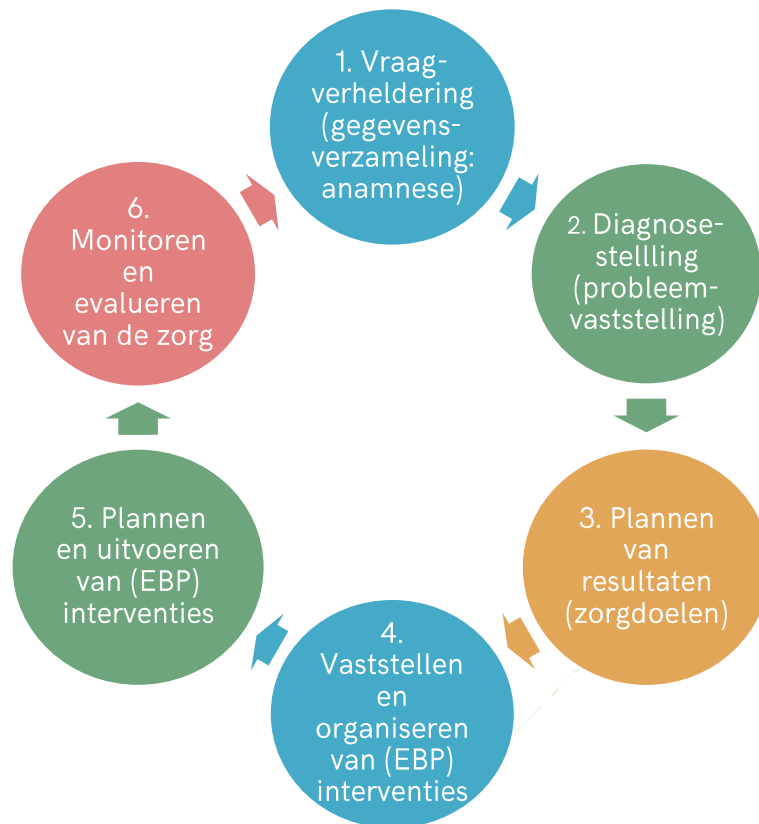 1. Vraag-
verheldering
(gegevens-
verzameling:
anamnese)
2. Diagnose-
stellling
(probleem-
vaststelling)
3. Plannen
van
resultaten
(zorgdoelen)
4.
Vaststellen
en
organiseren
van (EBP)
interventies
5. Plannen
en uitvoeren
van (EBP)
interventies
6.
Monitoren
en
evalueren
van de zorg